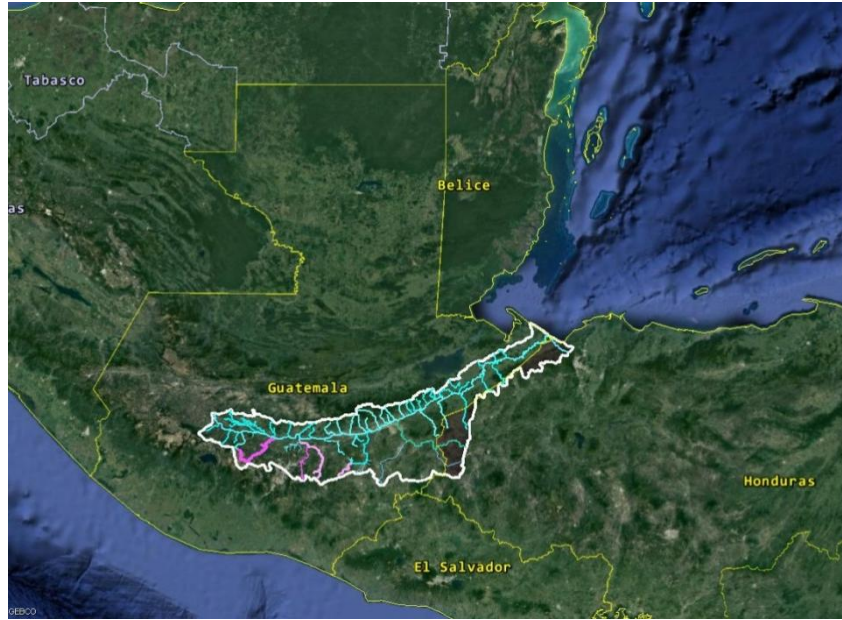 Tabasco
Belice
as
Guatemala
Honduras
El Salvador
GEBCO